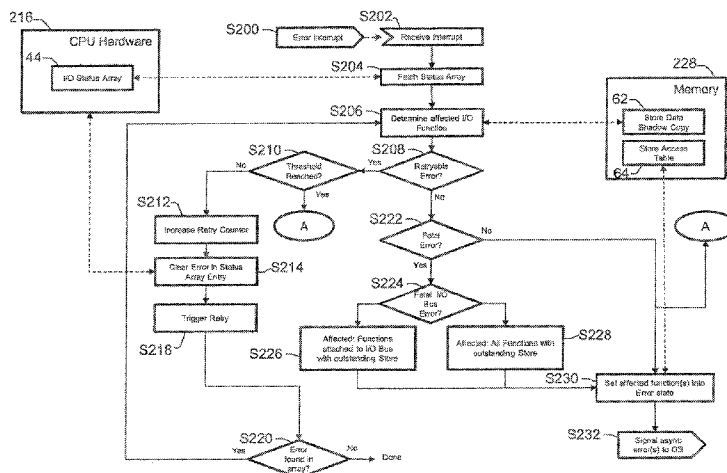 216
CPU Hardware
44
I/O Status Array
S200
Error Interrupt
S202
Receive Interrupt
S204
Fetch Status Array
S206
Determine affected I/O
Function
228
Memory
62
Store Data
Shadow Copy
Store Access
Table
64
S208
Retryable
Error?
Yes
No
S210
Threshold
Reached?
No
Yes
A
S212
Increase Retry Counter
Clear Error in Status
Array Entry
S214
Trigger Retry
S218
S222
Fatal
Error?
No
Yes
A
S224
Fatal I/O
Bus
Error?
Affected: Functions
attached to I/O Bus
with outstanding Store
S226
Affected: All Functions with
outstanding Store
S228
S230
Set affected function(s) into
Error state
S232
Signal async
error(s) to OS
S220
Error
found in
array?
Yes
No
Done